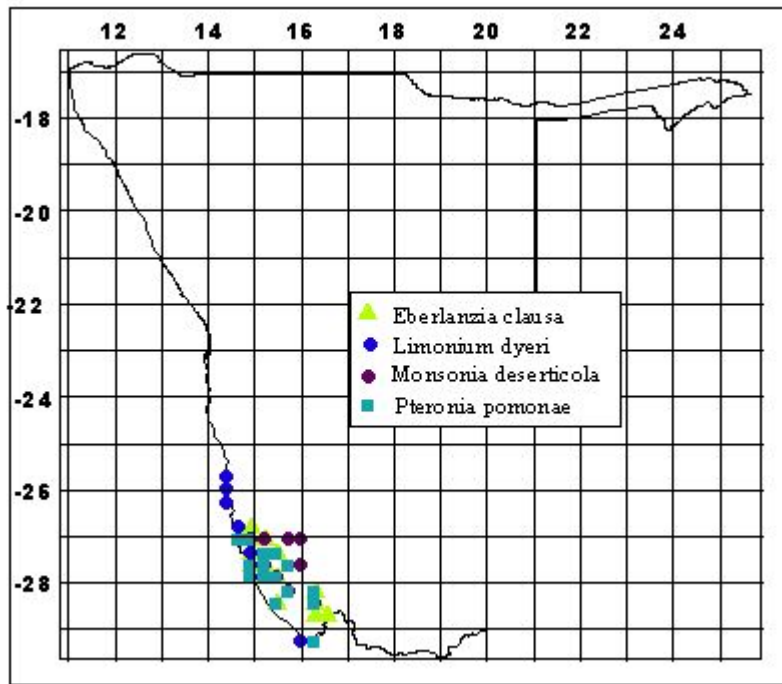 12 14 16 18 20 22 24
-18
-20
-22
Eberlanzia clausa
Limonium dyeri
Monsonia deserticola
Pteronia pomonae
-24
-26
-28